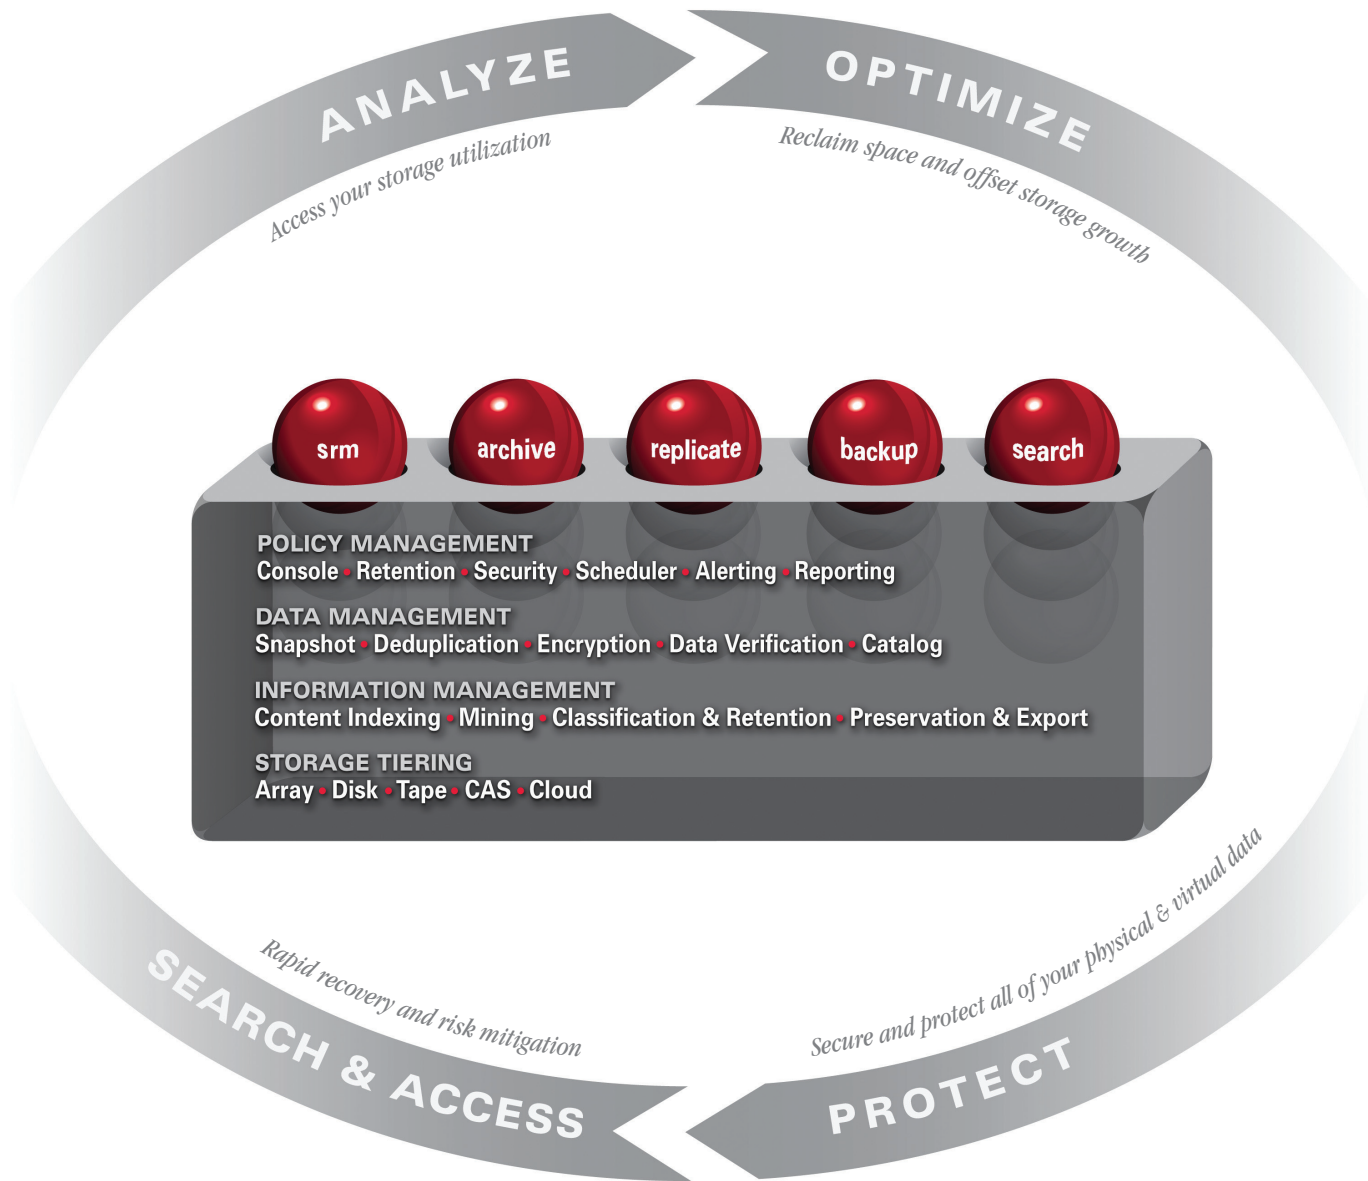 ANALYZE
OPTIMIZE
Access your storage utilization
Reclaim space and offset storage growth
srm
archive
replicate
backup
search
POLICY MANAGEMENT
Console • Retention • Security • Scheduler • Alerting • Reporting
DATA MANAGEMENT
Snapshot • Deduplication • Encryption • Data Verification • Catalog
INFORMATION MANAGEMENT
Content Indexing • Mining • Classification & Retention • Preservation & Export
STORAGE TIERING
Array • Disk • Tape • CAS • Cloud
Rapid recovery and risk mitigation
Secure and protect all of your physical & virtual data
SEARCH & ACCESS
PROTECT